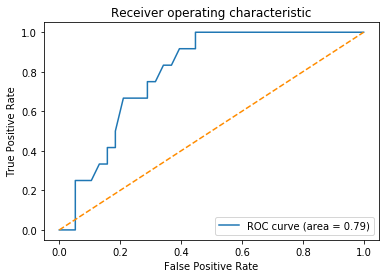 Receiver operating characteristic
True Positive Rate
1.0
0.8
0.6
0.4
0.2
0.0
ROC curve (area = 0.79)
0.0 0.2 0.4 0.6 0.8 1.0
False Positive Rate